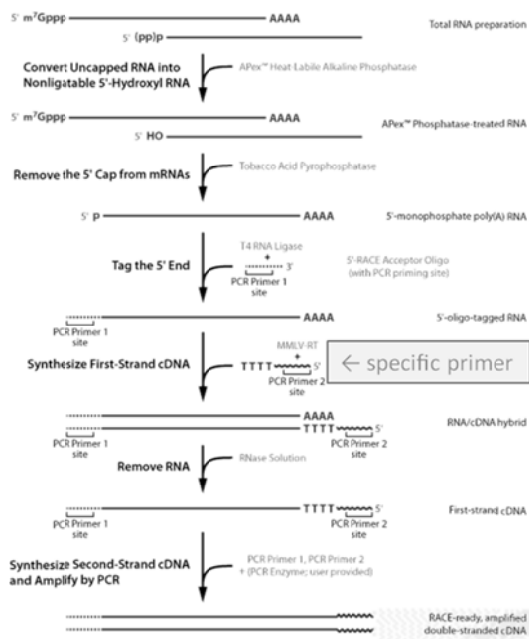 5' m⁷Gppp AAAA
Total RNA preparation
5' (pp)p
Convert Uncapped RNA into
Nonligatable 5'-Hydroxyl RNA
APex™ Heat-Labile Alkaline Phosphatase
5' m⁷Gppp AAAA
APex™ Phosphatase-treated RNA
5' HO
Remove the 5' Cap from mRNAs
Tobacco Acid Pyrophosphatase
5' p AAAA
5'-monophosphate poly(A) RNA
Tag the 5' End
T4 RNA Ligase
+
3'
PCR Primer 1
site
5'-RACE Acceptor Oligo
(with PCR priming site)
AAAA
5'-oligo-tagged RNA
PCR Primer 1
site
Synthesize First-Strand cDNA
MMLV-RT
+
TTTT 5'
PCR Primer 2
site
← specific primer
AAAA
TTTT 5'
RNA/cDNA hybrid
PCR Primer 1
site
PCR Primer 2
site
Remove RNA
RNase Solution
TTTT 5'
First-strand cDNA
PCR Primer 1
site
PCR Primer 2
site
Synthesize Second-Strand cDNA
and Amplify by PCR
PCR Primer 1, PCR Primer 2
+ (PCR Enzyme; user provided)
RACE-ready, amplified
double-stranded cDNA